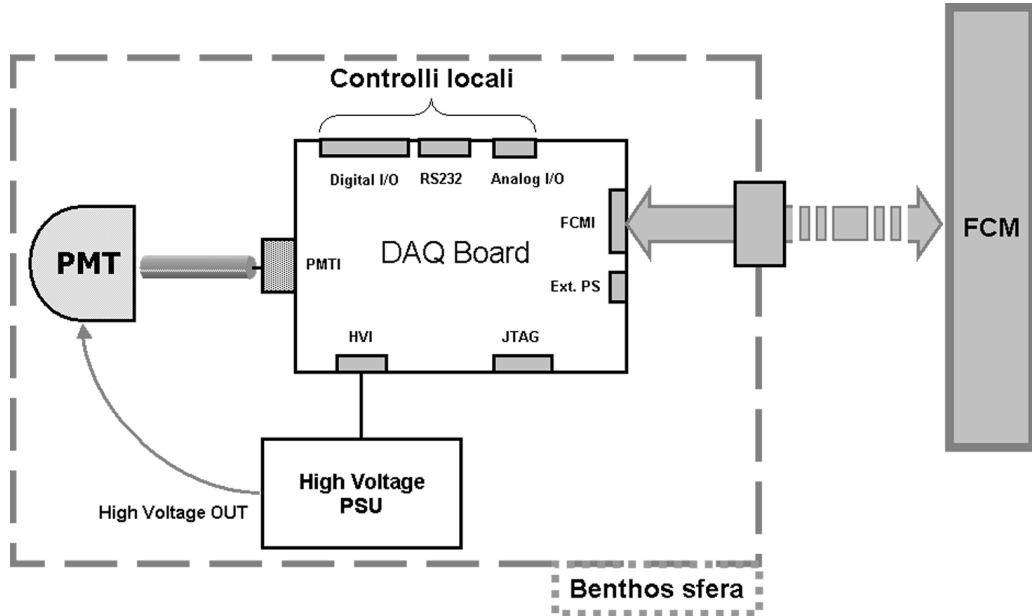 Controlli locali
Digital I/O
RS232
Analog I/O
FCMI
FCM
PMT
PMTI
DAQ Board
Ext. PS
HVI
JTAG
High Voltage
PSU
High Voltage OUT
Benthos sfera